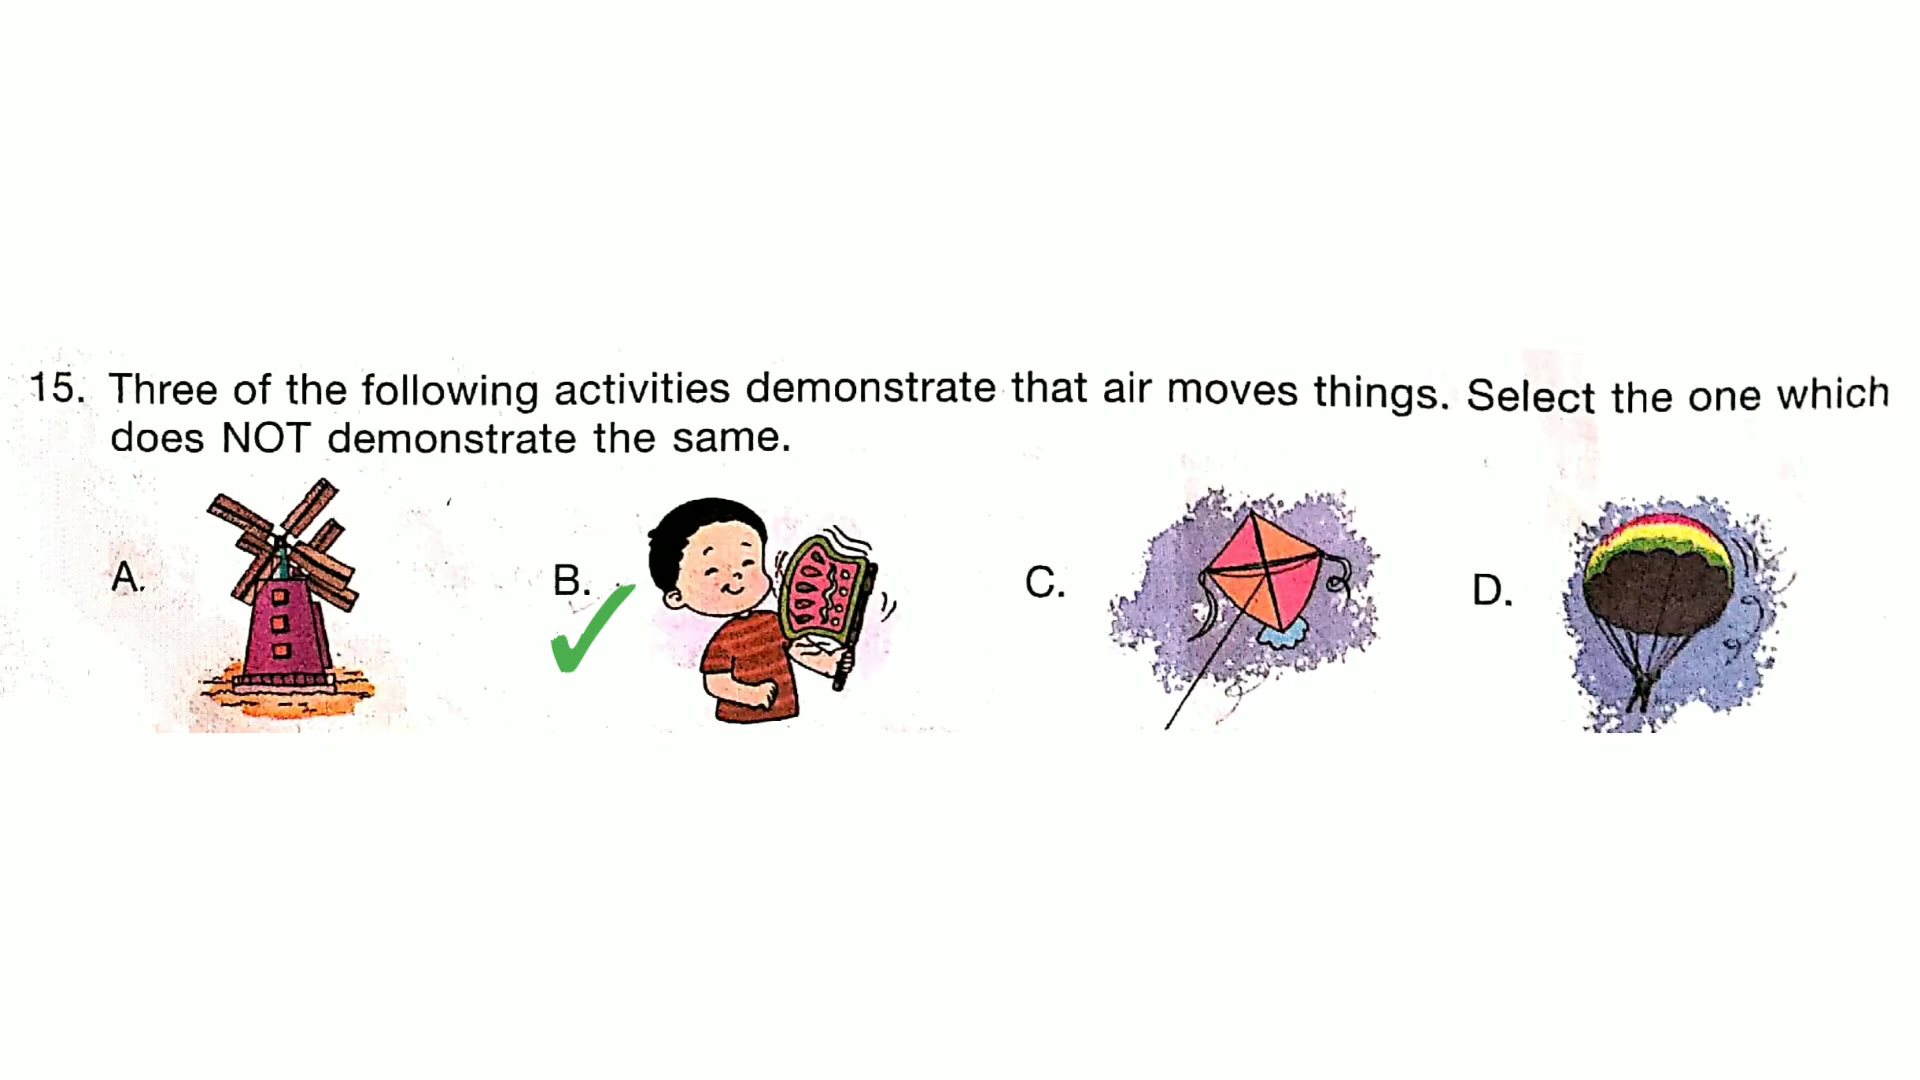 15. Three of the following activities demonstrate that air moves things. Select the one which
does NOT demonstrate the same.
A.
B.
C.
D.